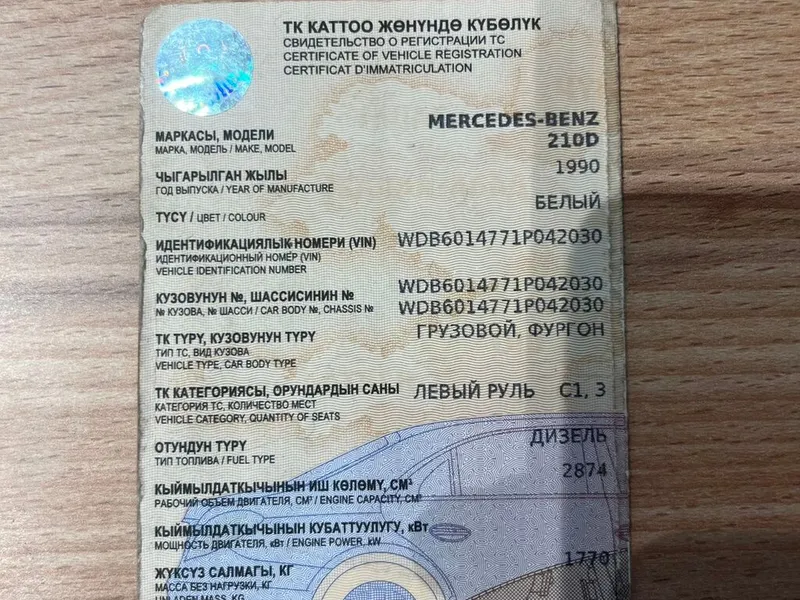 ТК КАТТОО ЖӨНҮНДӨ КҮБӨЛҮК
СВИДЕТЕЛЬСТВО О РЕГИСТРАЦИИ ТС
CERTIFICATE OF VEHICLE REGISTRATION
CERTIFICAT D'IMMATRICULATION
МАРКАСЫ, МОДЕЛИ
МАРКА, МОДЕЛЬ / MAKE, MODEL
MERCEDES-BENZ
210D
ЧЫГАРЫЛГАН ЖЫЛЫ
ГОД ВЫПУСКА / YEAR OF MANUFACTURE
1990
ТҮСҮ / ЦВЕТ / COLOUR
БЕЛЫЙ
ИДЕНТИФИКАЦИЯЛЫК НОМЕРИ (VIN)
ИДЕНТИФИКАЦИОННЫЙ НОМЕР (VIN)
VEHICLE IDENTIFICATION NUMBER
WDB6014771P042030
КУЗОВУНУН №, ШАССИСИНИН №
№ КУЗОВА, № ШАССИ / CAR BODY №, CHASSIS №
WDB6014771P042030
WDB6014771P042030
ТК ТҮРҮ, КУЗОВУНУН ТҮРҮ
ТИП ТС, ВИД КУЗОВА
VEHICLE TYPE, CAR BODY TYPE
ГРУЗОВОЙ, ФУРГОН
ТК КАТЕГОРИЯСЫ, ОРУНДАРДЫН САНЫ
КАТЕГОРИЯ ТС, КОЛИЧЕСТВО МЕСТ
VEHICLE CATEGORY, QUANTITY OF SEATS
ЛЕВЫЙ РУЛЬ C1, 3
ОТУНДУН ТҮРҮ
ТИП ТОПЛИВА / FUEL TYPE
ДИЗЕЛЬ
КЫЙМЫЛДАТКЫЧЫНЫН ИШ КӨЛӨМҮ, СМ³
РАБОЧИЙ ОБЪЕМ ДВИГАТЕЛЯ, СМ³ / ENGINE CAPACITY, CM³
2874
КЫЙМЫЛДАТКЫЧЫНЫН КУБАТТУУЛУГУ, кВт
МОЩНОСТЬ ДВИГАТЕЛЯ, кВт / ENGINE POWER, KW
ЖҮКСҮЗ САЛМАГЫ, КГ
МАССА БЕЗ НАГРУЗКИ, КГ
UNLADEN MASS, KG
1770